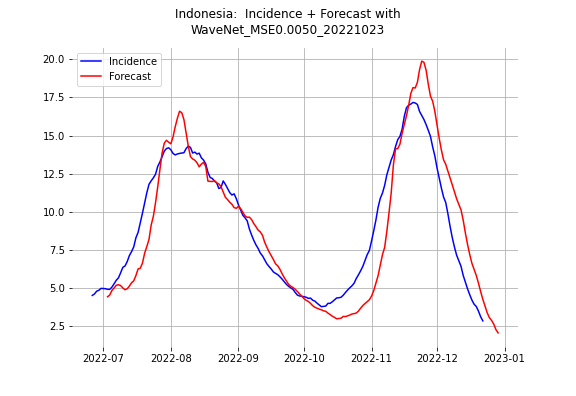 Indonesia:  Incidence + Forecast with
WaveNet_MSE0.0050_20221023
Incidence
Forecast
20.0
17.5
15.0
12.5
10.0
7.5
5.0
2.5
2022-07 2022-08 2022-09 2022-10 2022-11 2022-12 2023-01